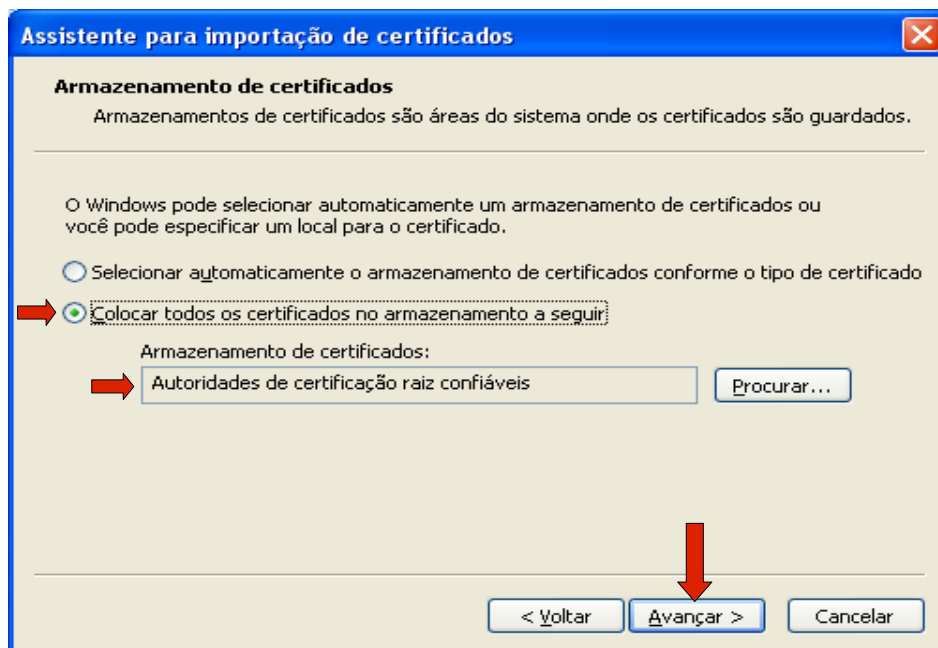 Assistente para importação de certificados
Armazenamento de certificados
Armazenamentos de certificados são áreas do sistema onde os certificados são guardados.
O Windows pode selecionar automaticamente um armazenamento de certificados ou
você pode especificar um local para o certificado.
Selecionar automaticamente o armazenamento de certificados conforme o tipo de certificado
Colocar todos os certificados no armazenamento a seguir
Armazenamento de certificados:
Autoridades de certificação raiz confiáveis
Procurar...
< Voltar
Avançar >
Cancelar